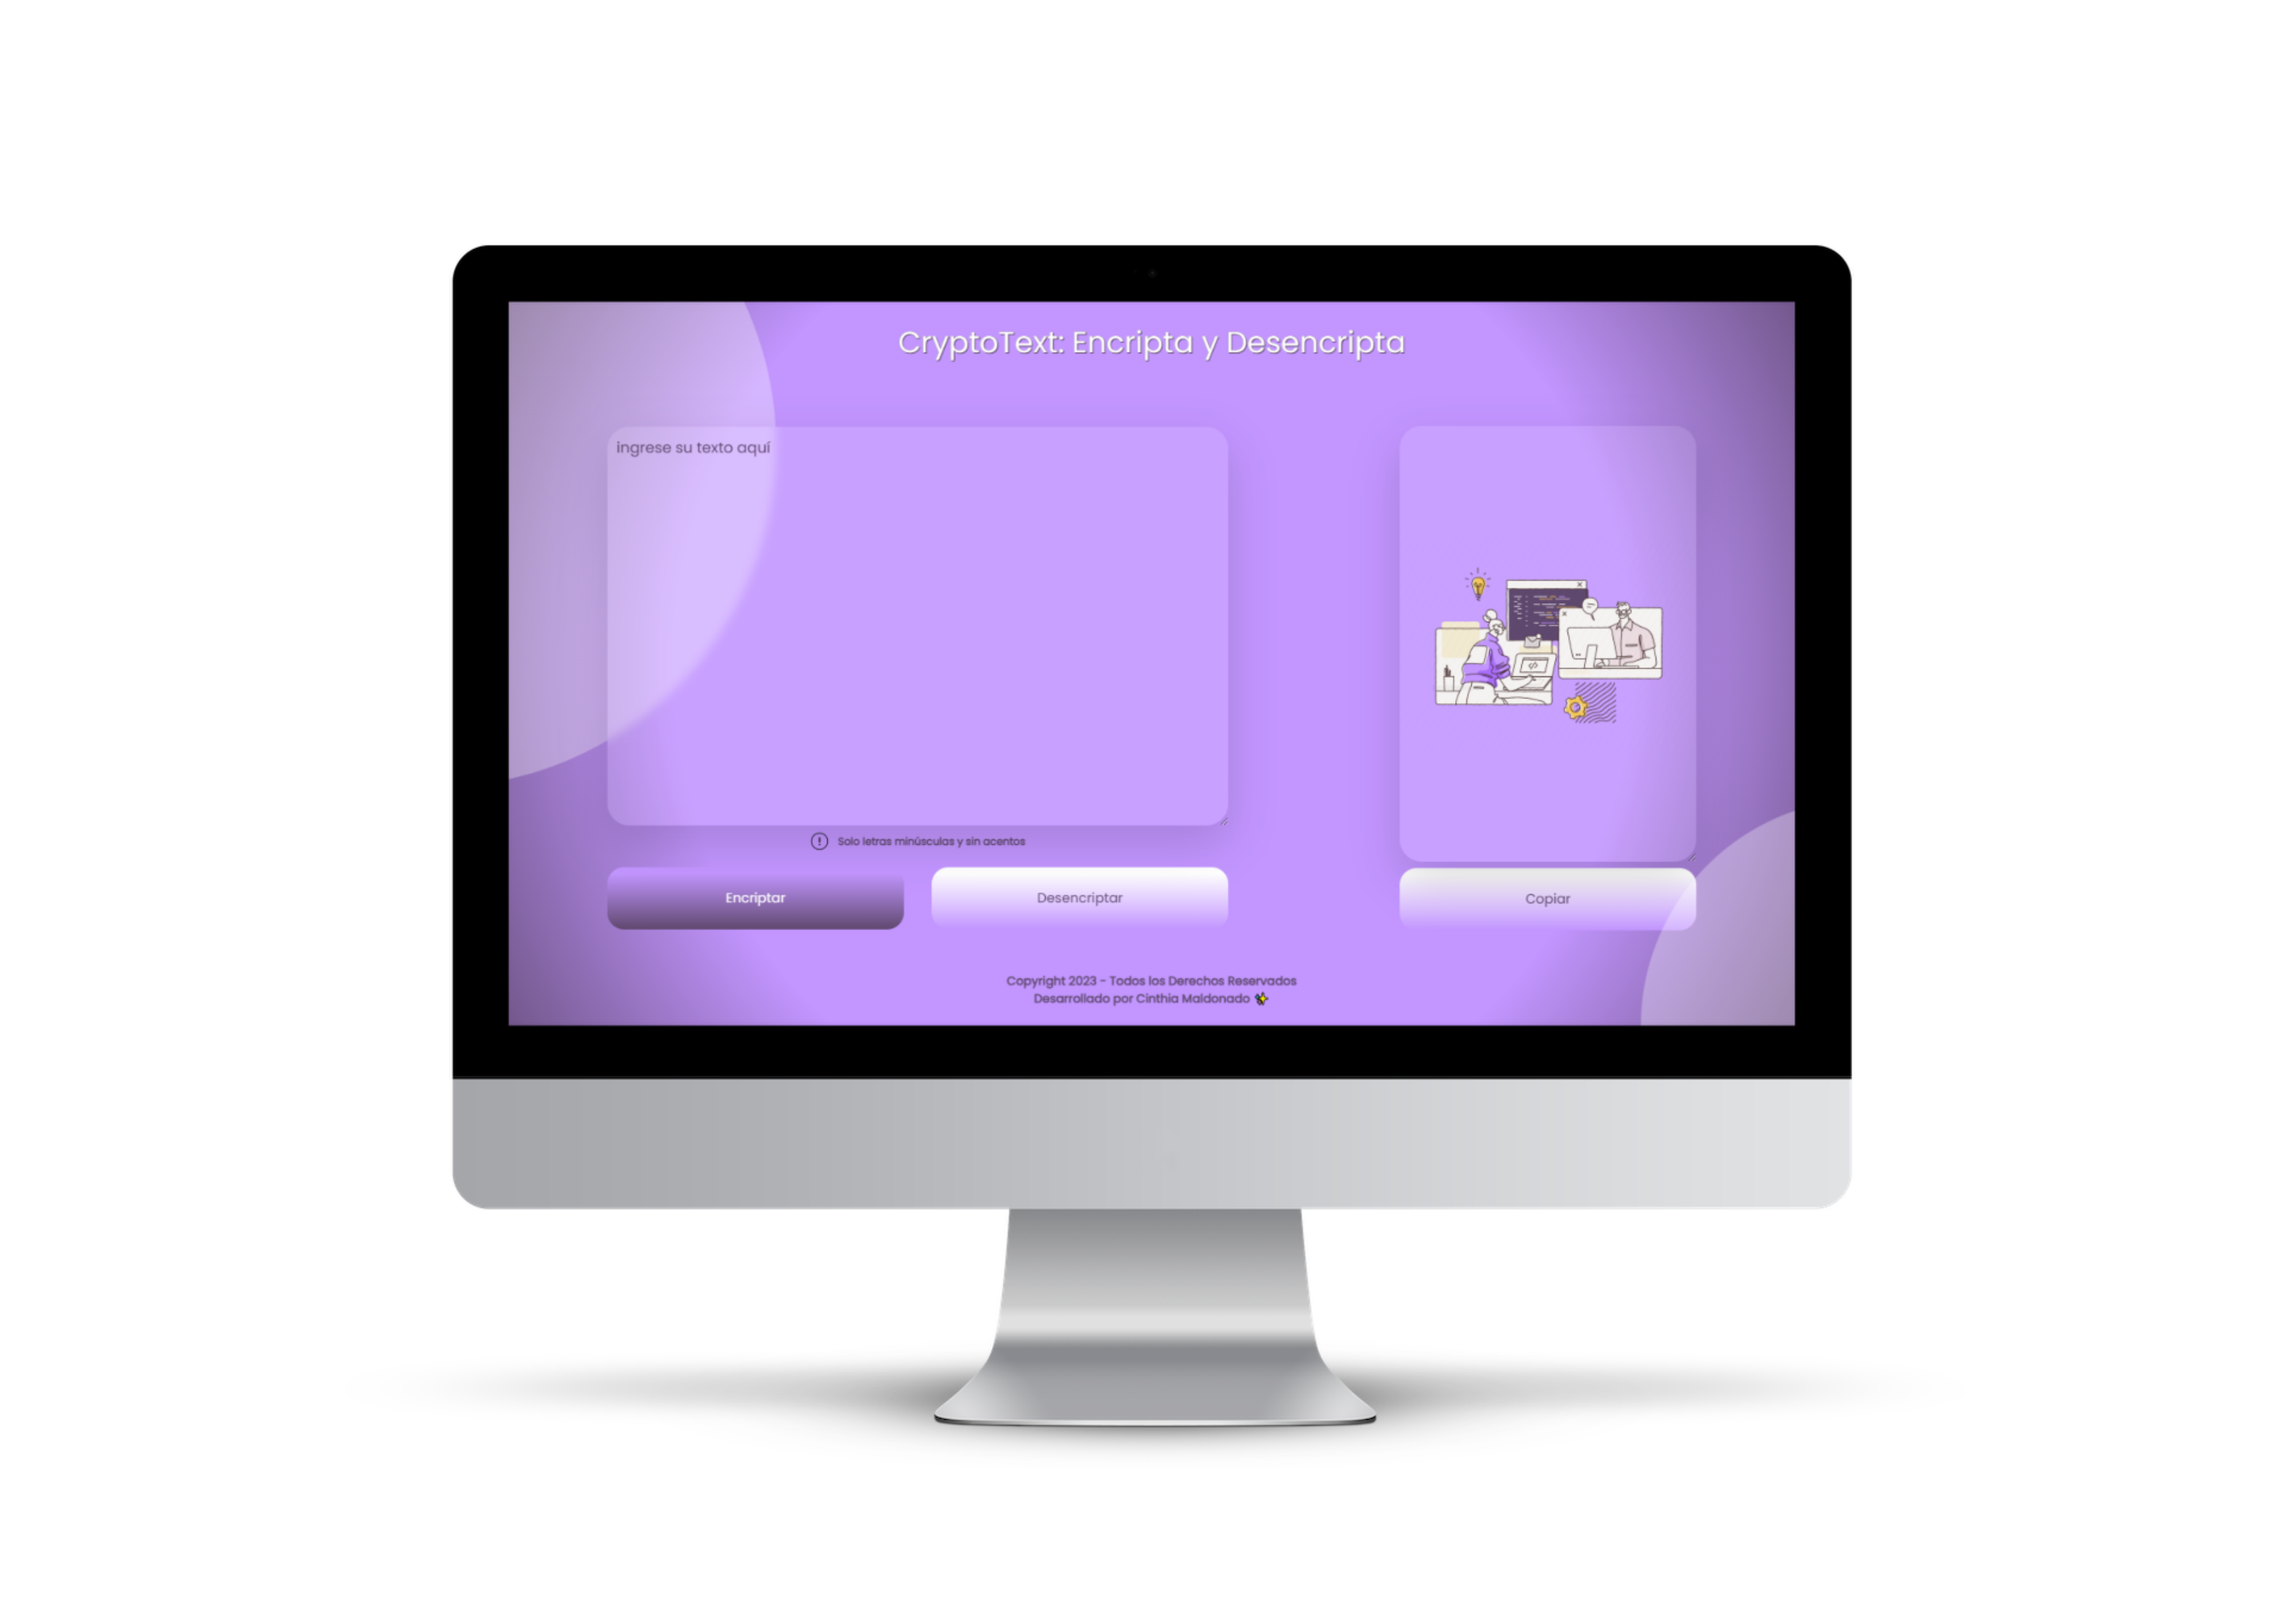 CryptoText: Encripta y Desencripta
ingrese su texto aquí
Solo letras minúsculas y sin acentos
Encriptar
Desencriptar
Copiar
Copyright 2023 - Todos los Derechos Reservados
Desarrollado por Cinthia Maldonado ✨